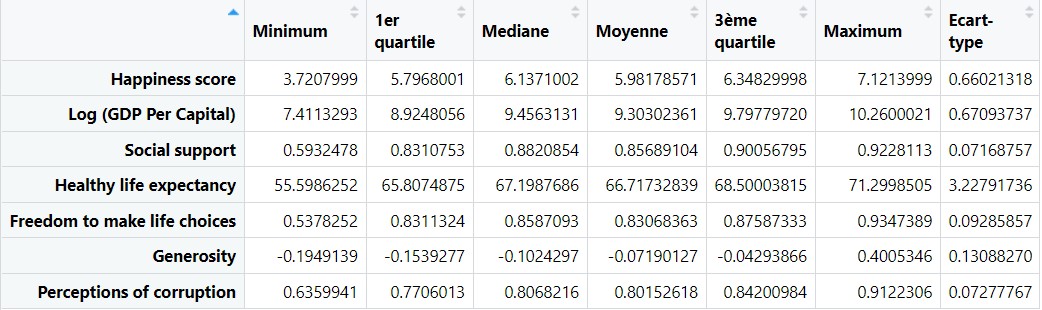 Minimum 1er quartile Mediane Moyenne 3ème quartile Maximum Ecart-type
Happiness score 3.7207999 5.7968001 6.1371002 5.98178571 6.34829998 7.1213999 0.66021318
Log (GDP Per Capital) 7.4113293 8.9248056 9.4563131 9.30302361 9.79779720 10.2600021 0.67093737
Social support 0.5932478 0.8310753 0.8820854 0.85689104 0.90056795 0.9228113 0.07168757
Healthy life expectancy 55.5986252 65.8074875 67.1987686 66.71732839 68.50003815 71.2998505 3.22791736
Freedom to make life choices 0.5378252 0.8311324 0.8587093 0.83068363 0.87587333 0.9347389 0.09285857
Generosity -0.1949139 -0.1539277 -0.1024297 -0.07190127 -0.04293866 0.4005346 0.13088270
Perceptions of corruption 0.6359941 0.7706013 0.8068216 0.80152618 0.84200984 0.9122306 0.07277767